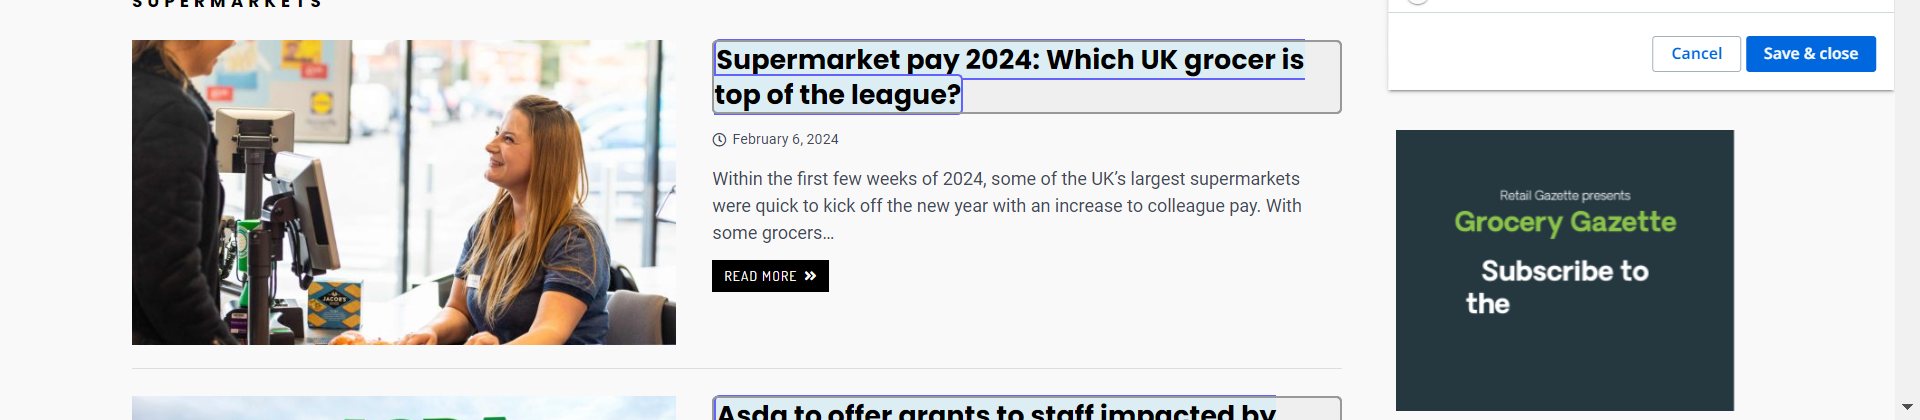 SUPERMARKETS
Supermarket pay 2024: Which UK grocer is
top of the league?
February 6, 2024
Within the first few weeks of 2024, some of the UK’s largest supermarkets
were quick to kick off the new year with an increase to colleague pay. With
some grocers…
READ MORE
JACOB'S
Asda to offer grants to staff impacted by
Cancel
Save & close
Retail Gazette presents
Grocery Gazette
Subscribe to
the